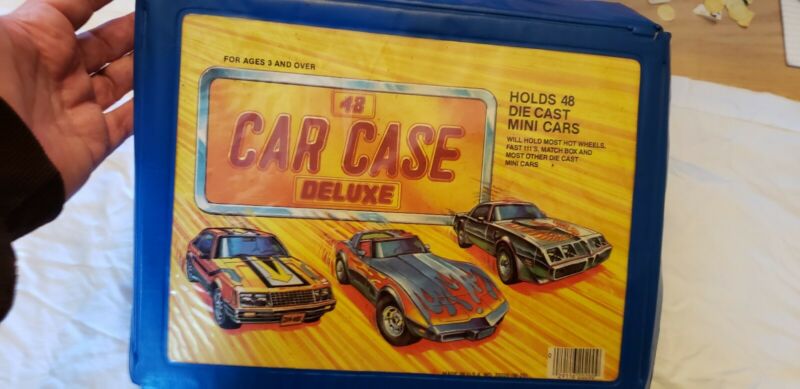 FOR AGES 3 AND OVER
48
CAR CASE
DELUXE
HOLDS 48
DIE CAST
MINI CARS
WILL HOLD MOST HOT WHEELS,
FAST 111'S, MATCH BOX AND
MOST OTHER DIE CAST
MINI CARS